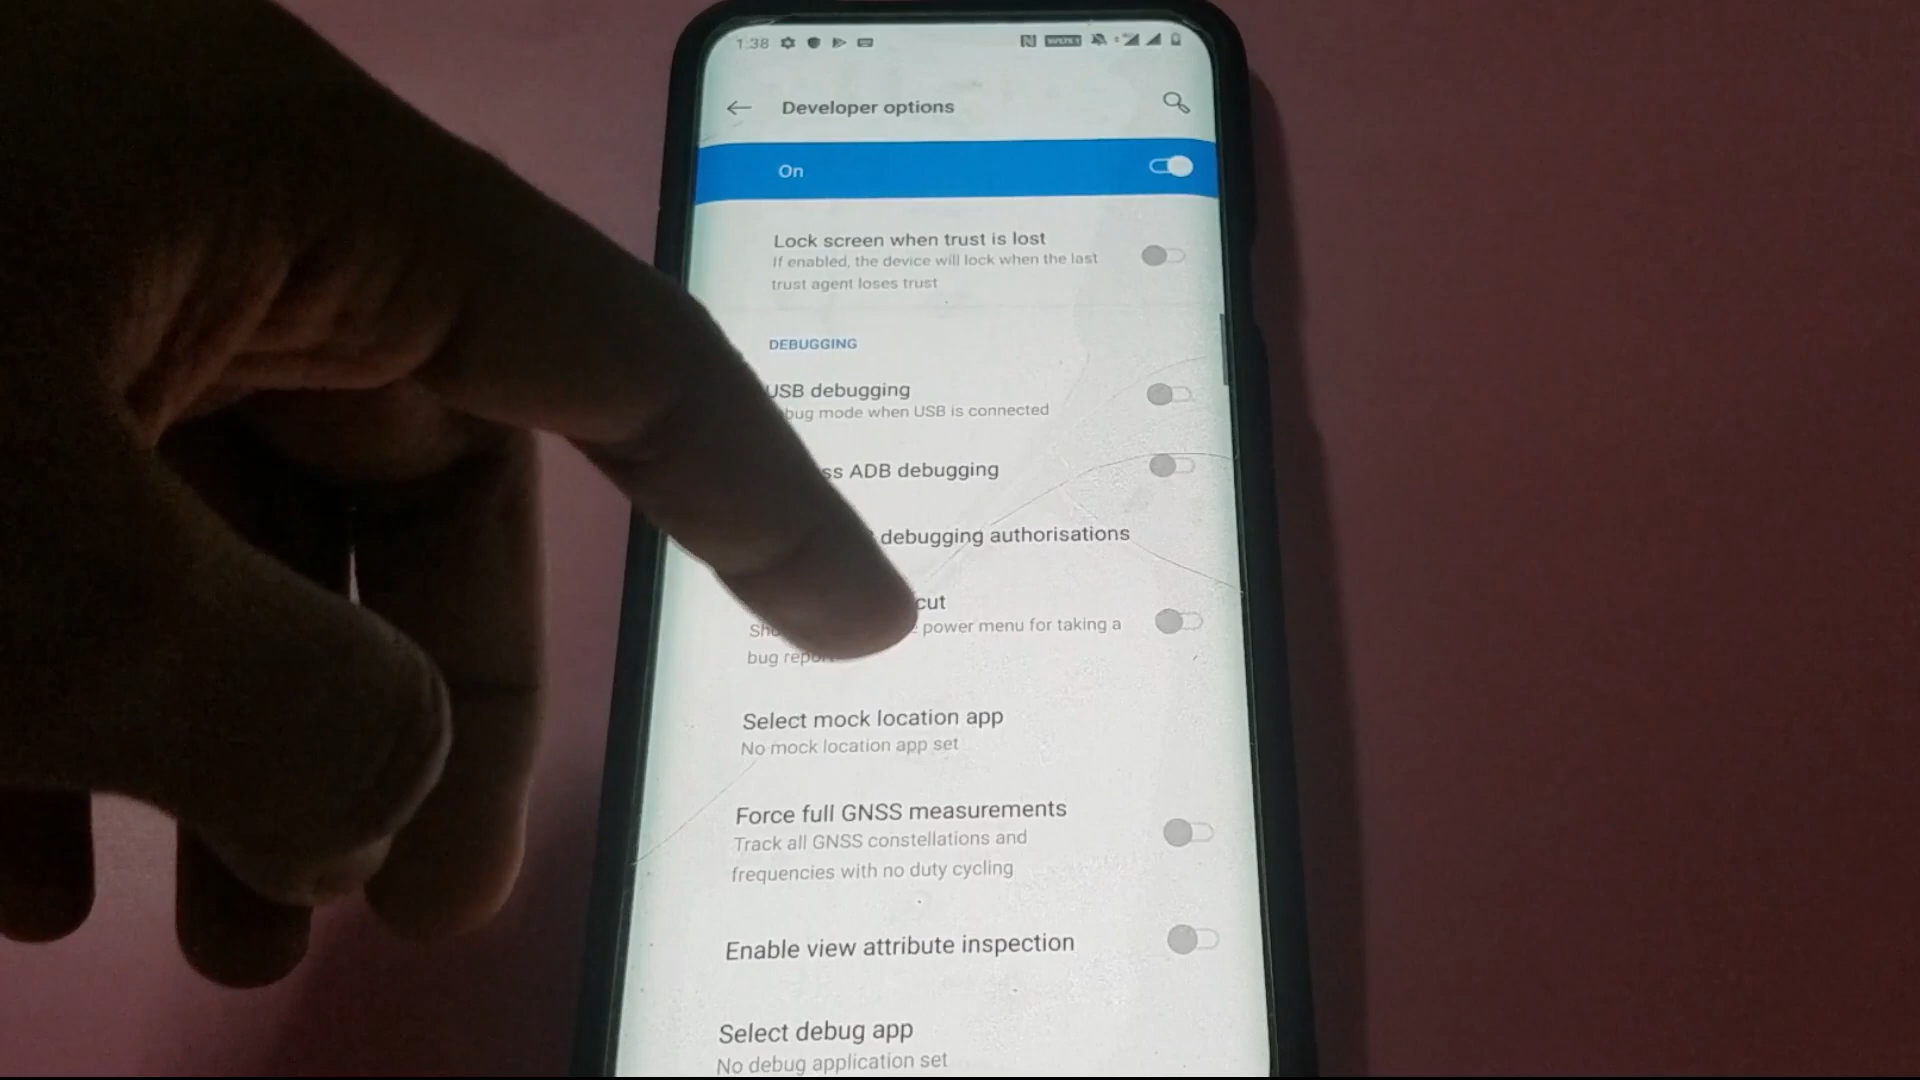 1:38
Developer options
On
Lock screen when trust is lost
If enabled, the device will lock when the last
trust agent loses trust
DEBUGGING
USB debugging
bug mode when USB is connected
ss ADB debugging
debugging authorisations
cut
Sho power menu for taking a
bug report
Select mock location app
No mock location app set
Force full GNSS measurements
Track all GNSS constellations and
frequencies with no duty cycling
Enable view attribute inspection
Select debug app
No debug application set